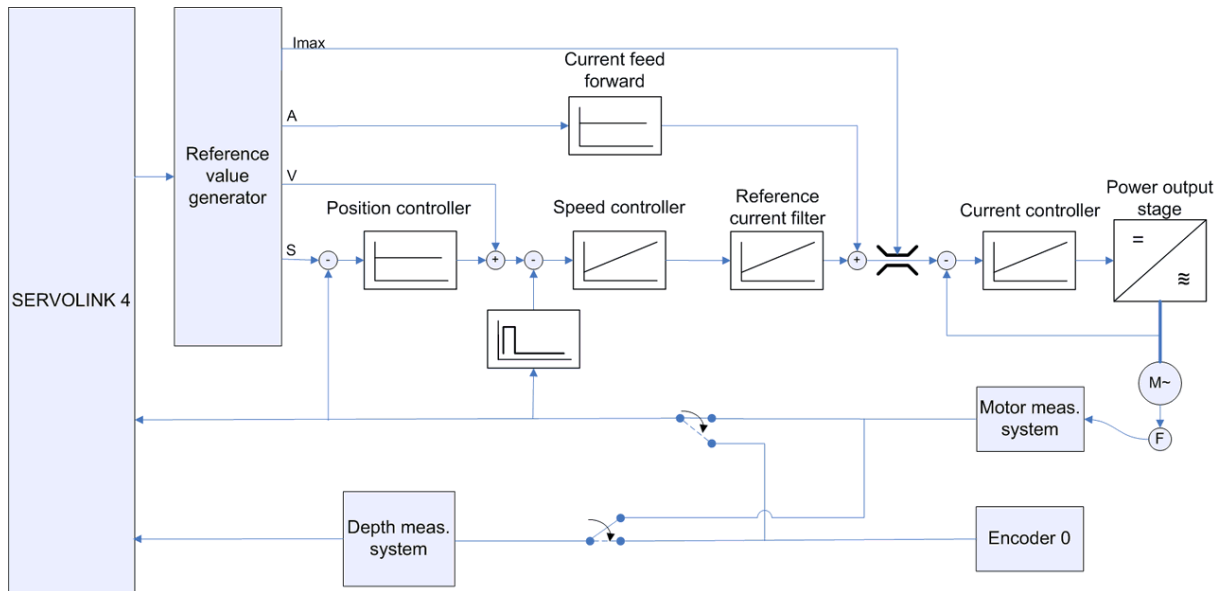 Imax
Current feed
forward
A
Reference
value
generator
V
Position controller
Speed controller
Reference
current filter
Current controller
Power output
stage
S
-
+
-
+
-
=
≋
SERVOLINK 4
M~
Motor meas.
system
F
Depth meas.
system
Encoder 0